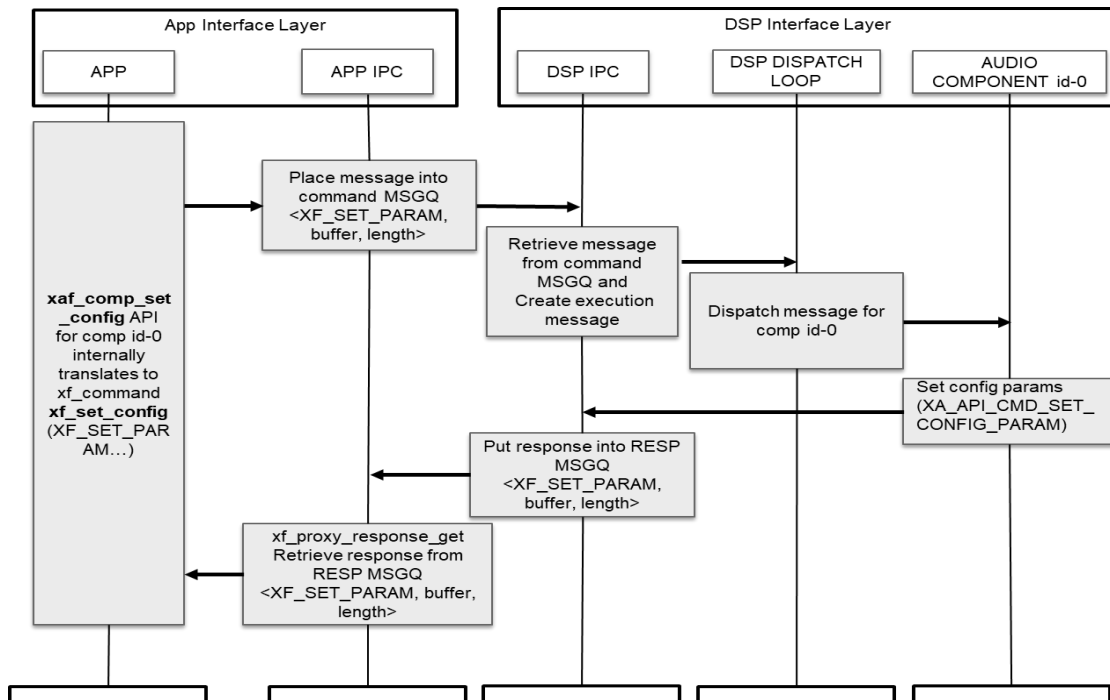 App Interface Layer
DSP Interface Layer
APP
APP IPC
DSP IPC
DSP DISPATCH
LOOP
AUDIO
COMPONENT id-0
Place message into
command MSGQ
<XF_SET_PARAM,
buffer, length>
Retrieve message
from command
MSGQ and
Create execution
message
Dispatch message for
comp id-0
xaf_comp_set
_config API
for comp id-0
internally
translates to
xf_command
xf_set_config
(XF_SET_PAR
AM…)
Set config params
(XA_API_CMD_SET_
CONFIG_PARAM)
Put response into RESP
MSGQ
<XF_SET_PARAM,
buffer, length>
xf_proxy_response_get
Retrieve response from
RESP MSGQ
<XF_SET_PARAM, buffer,
length>